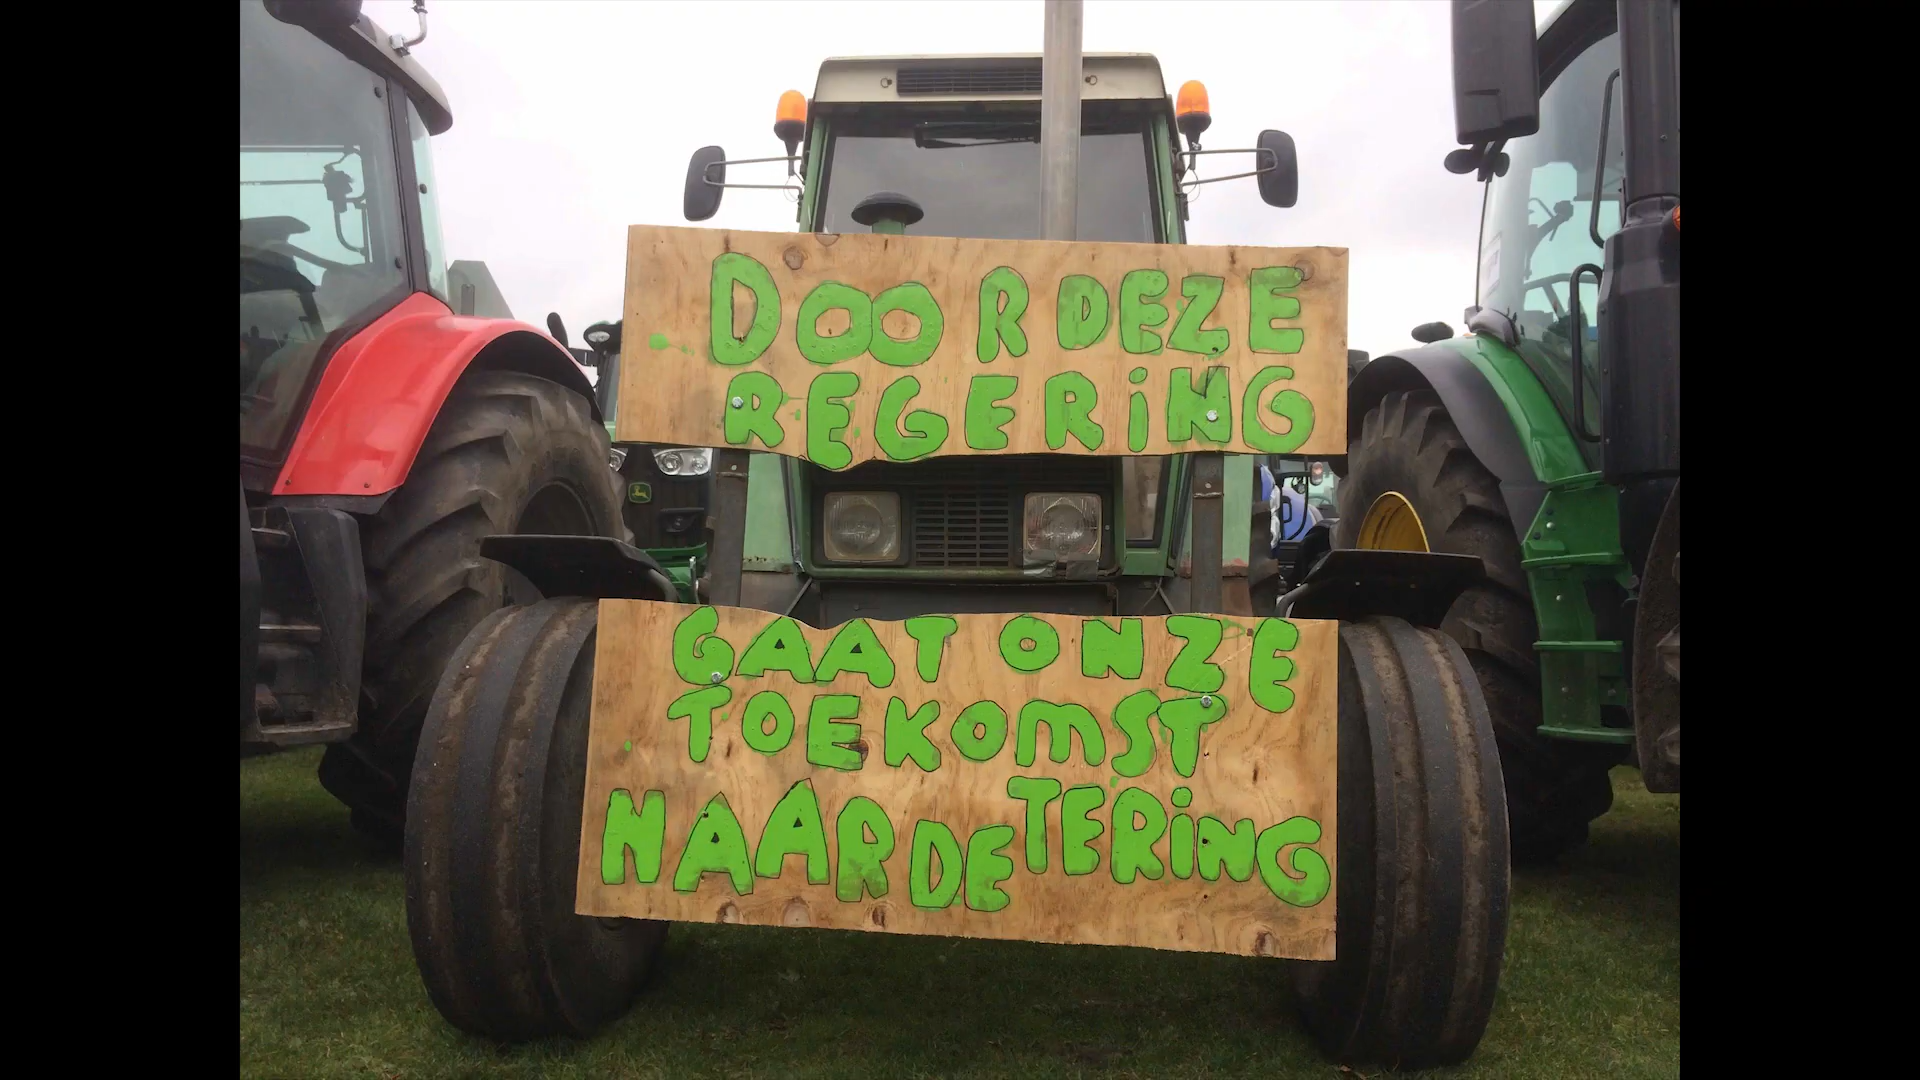 DOOR DEZE
REGERiNG
GAAT ONZE
TOEKOmST
NAAR DE TERiNG